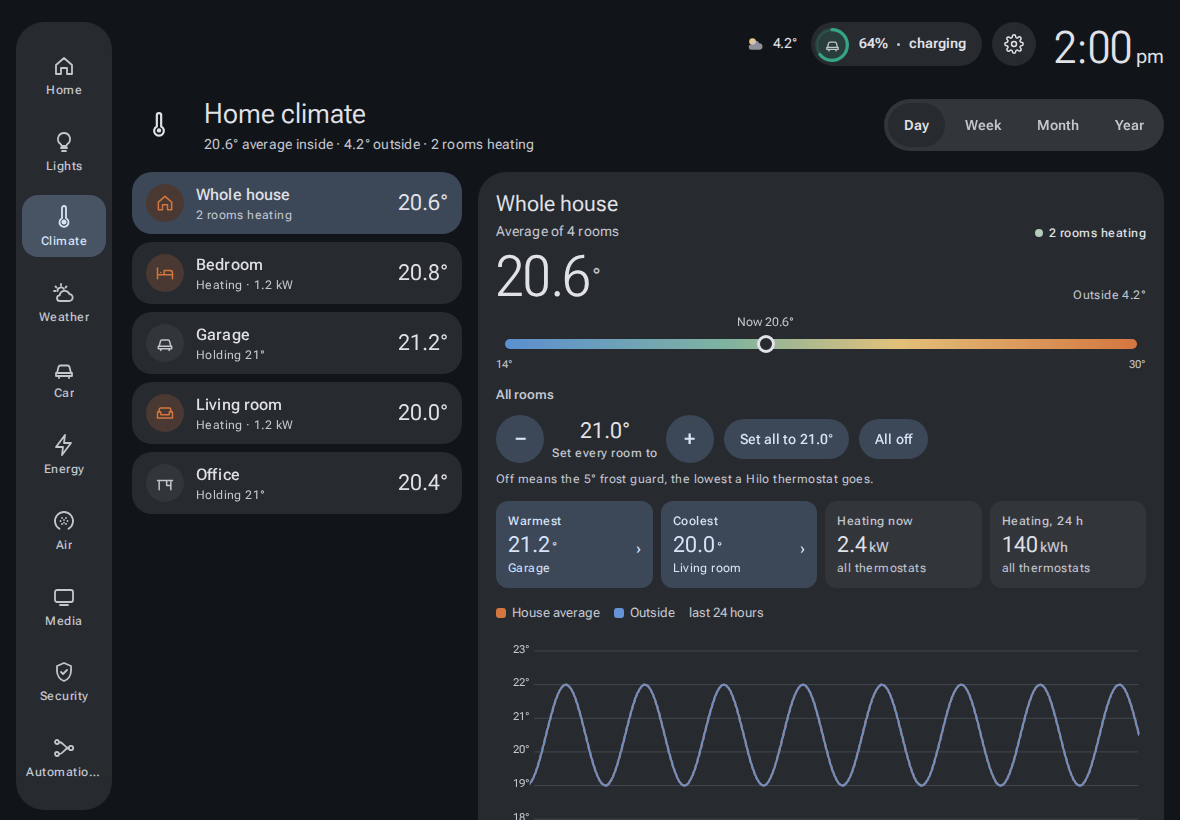 4.2°
64% · charging
2:00 pm
Home
Lights
Climate
Weather
Car
Energy
Air
Media
Security
Automatio...
Home climate
20.6° average inside · 4.2° outside · 2 rooms heating
Day
Week
Month
Year
Whole house
2 rooms heating
20.6°
Bedroom
Heating · 1.2 kW
20.8°
Garage
Holding 21°
21.2°
Living room
Heating · 1.2 kW
20.0°
Office
Holding 21°
20.4°
Whole house
Average of 4 rooms
2 rooms heating
20.6°
Outside 4.2°
Now 20.6°
14°
30°
All rooms
−
21.0°
Set every room to
+
Set all to 21.0°
All off
Off means the 5° frost guard, the lowest a Hilo thermostat goes.
Warmest
21.2°
Garage
›
Coolest
20.0°
Living room
›
Heating now
2.4 kW
all thermostats
Heating, 24 h
140 kWh
all thermostats
House average
Outside
last 24 hours
23°
22°
21°
20°
19°
18°